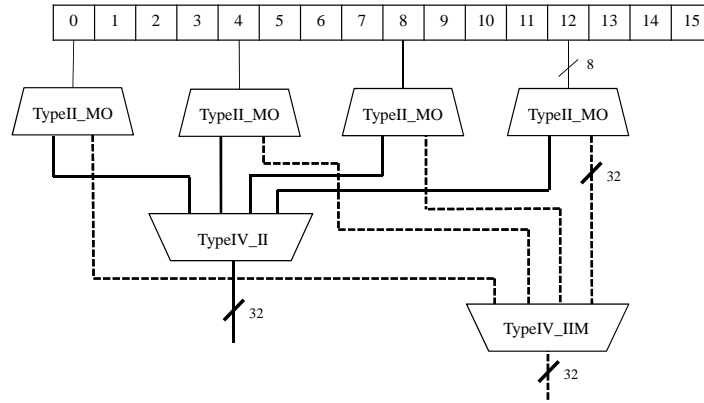 0 1 2 3 4 5 6 7 8 9 10 11 12 13 14 15
8
TypeII_MO TypeII_MO TypeII_MO TypeII_MO
32
TypeIV_II
32
TypeIV_IIM
32